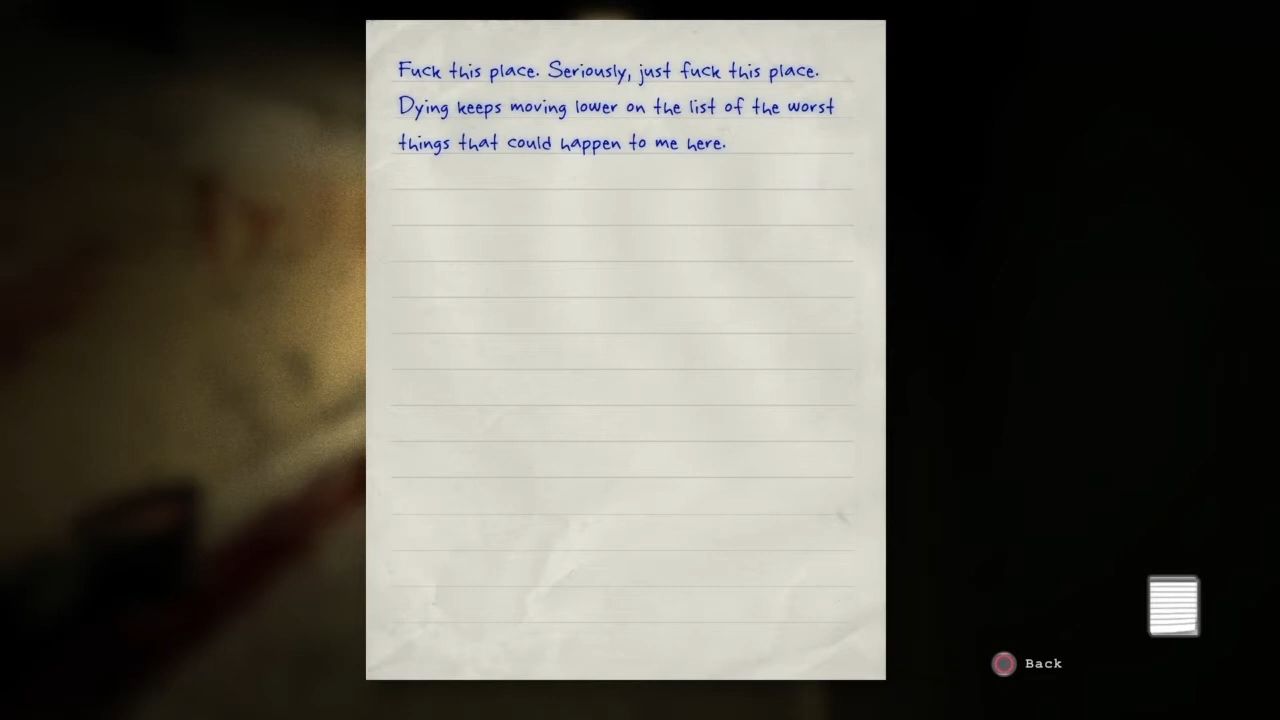 Fuck this place. Seriously, just fuck this place.
Dying keeps moving lower on the list of the worst
things that could happen to me here.
Back